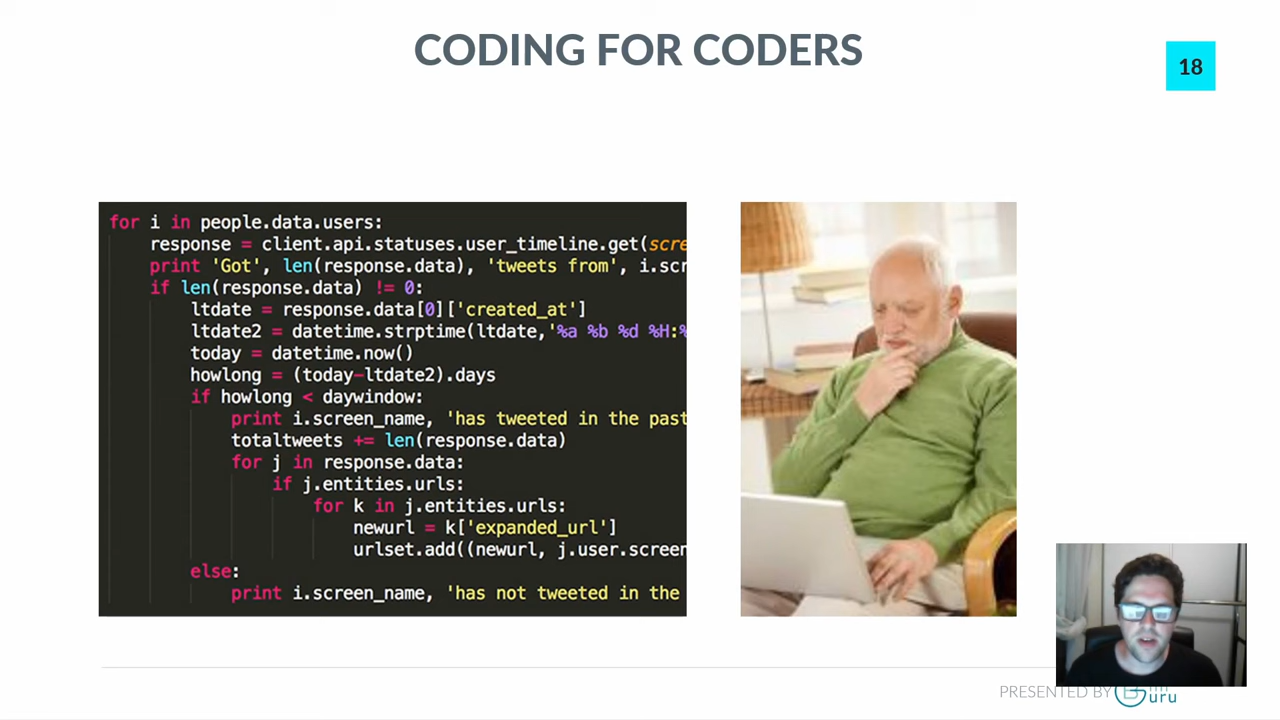 CODING FOR CODERS
18
for i in people.data.users:
response = client.api.statuses.user_timeline.get(scre
print 'Got', len(response.data), 'tweets from', i.scr
if len(response.data) != 0:
ltdate = response.data[0]['created_at']
ltdate2 = datetime.strptime(ltdate,'%a %b %d %H:%
today = datetime.now()
howlong = (today-ltdate2).days
if howlong < daywindow:
print i.screen_name, 'has tweeted in the past
totaltweets += len(response.data)
for j in response.data:
if j.entities.urls:
for k in j.entities.urls:
newurl = k['expanded_url']
urlset.add((newurl, j.user.screen
else:
print i.screen_name, 'has not tweeted in the
PRESENTED BY